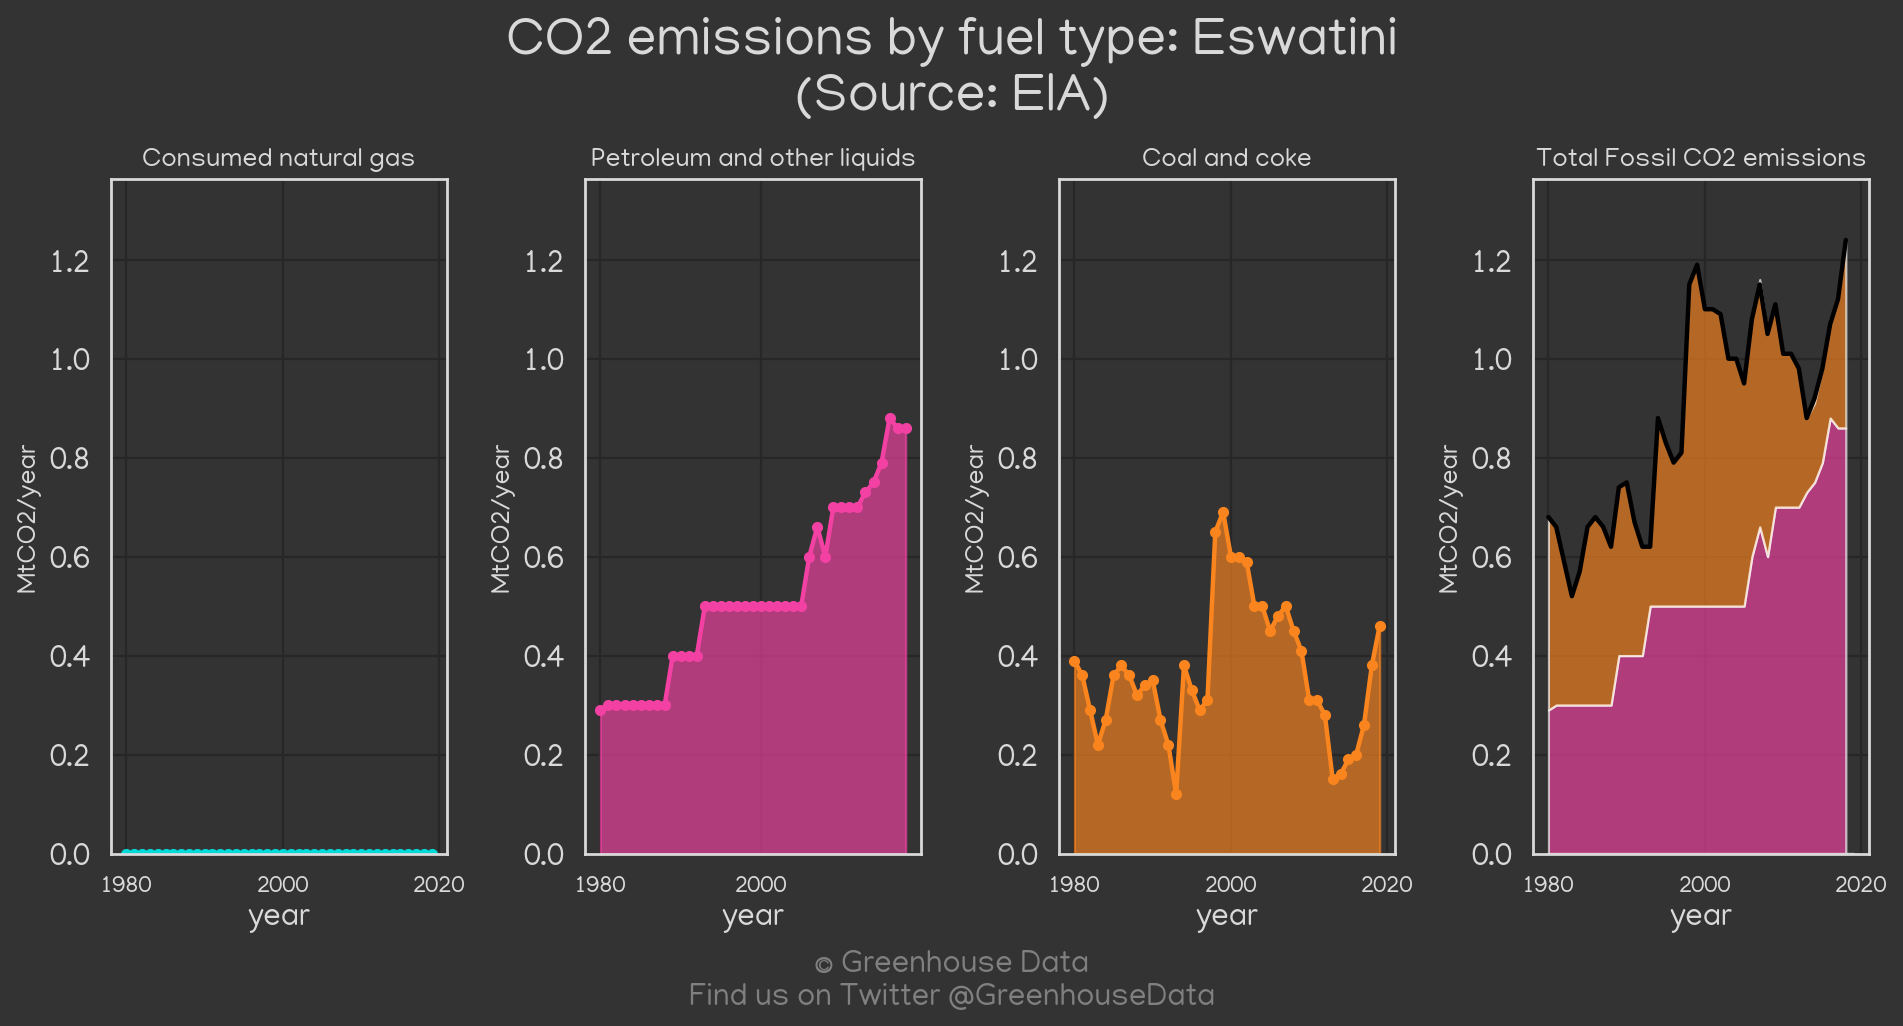 CO2 emissions by fuel type: Eswatini
(Source: EIA)
Consumed natural gas
Petroleum and other liquids
Coal and coke
Total Fossil CO2 emissions
MtCO2/year
1.2
1.0
0.8
0.6
0.4
0.2
0.0
1980 2000 2020
year
MtCO2/year
1.2
1.0
0.8
0.6
0.4
0.2
0.0
1980 2000
year
MtCO2/year
1.2
1.0
0.8
0.6
0.4
0.2
0.0
1980 2000 2020
year
MtCO2/year
1.2
1.0
0.8
0.6
0.4
0.2
0.0
1980 2000 2020
year
© Greenhouse Data
Find us on Twitter @GreenhouseData